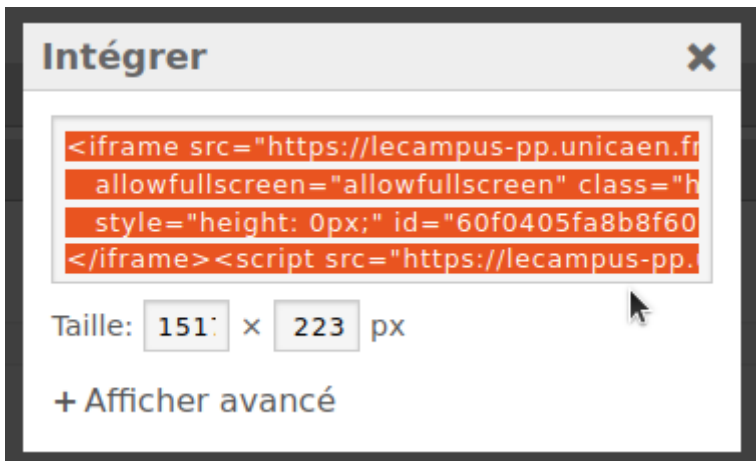 Intégrer
<iframe src="https://lecampus-pp.unicaen.fr
allowfullscreen="allowfullscreen" class="h
style="height: 0px;" id="60f0405fa8b8f60
</iframe><script src="https://lecampus-pp.
Taille: 151 × 223 px
+ Afficher avancé